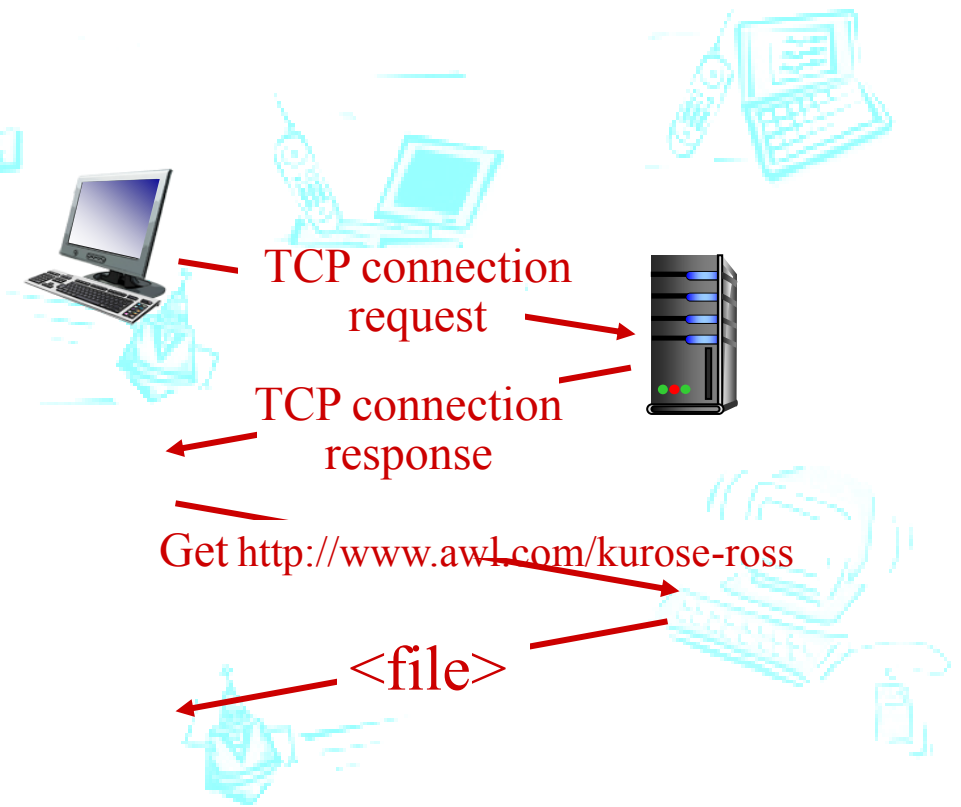 TCP connection
request
TCP connection
response
Get http://www.awl.com/kurose-ross
<file>